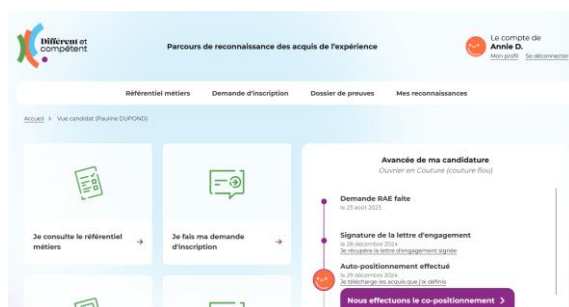 Différent et
compétent
Parcours de reconnaissance des acquis de l'expérience
Le compte de
Annie D.
Mon profil Se déconnecter
Référentiel métiers Demande d'inscription Dossier de preuves Mes reconnaissances
Accueil > Vue candidat (Pauline DUPOND)
Je consulte le référentiel
métiers
Je fais ma demande
d'inscription
Avancée de ma candidature
Ouvrier en Couture (couture flou)
Demande RAE faite
le 23 août 2023
Signature de la lettre d'engagement
le 28 décembre 2024
Je récupère la lettre d'engagement signée
Auto-positionnement effectué
le 29 décembre 2024
Je télécharge les acquis que j'ai définis
Nous effectuons le co-positionnement >